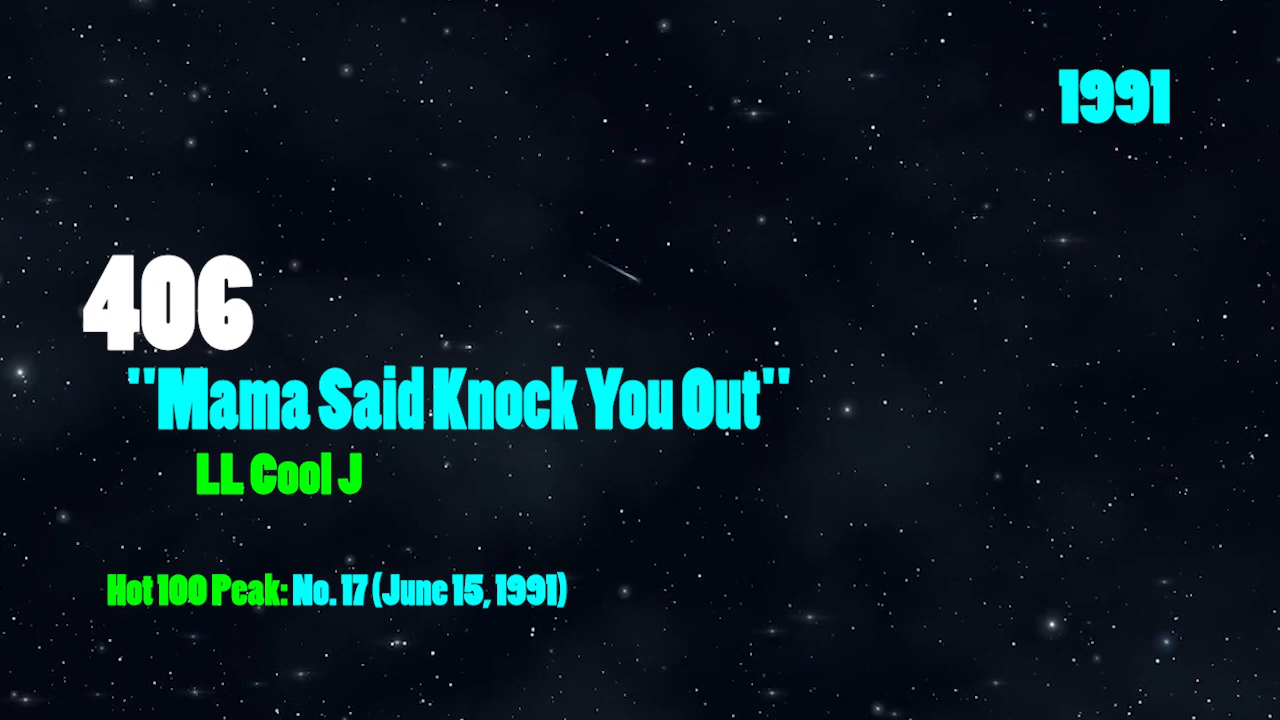 1991
406
"Mama Said Knock You Out"
LL Cool J
Hot 100 Peak: No. 17 (June 15, 1991)